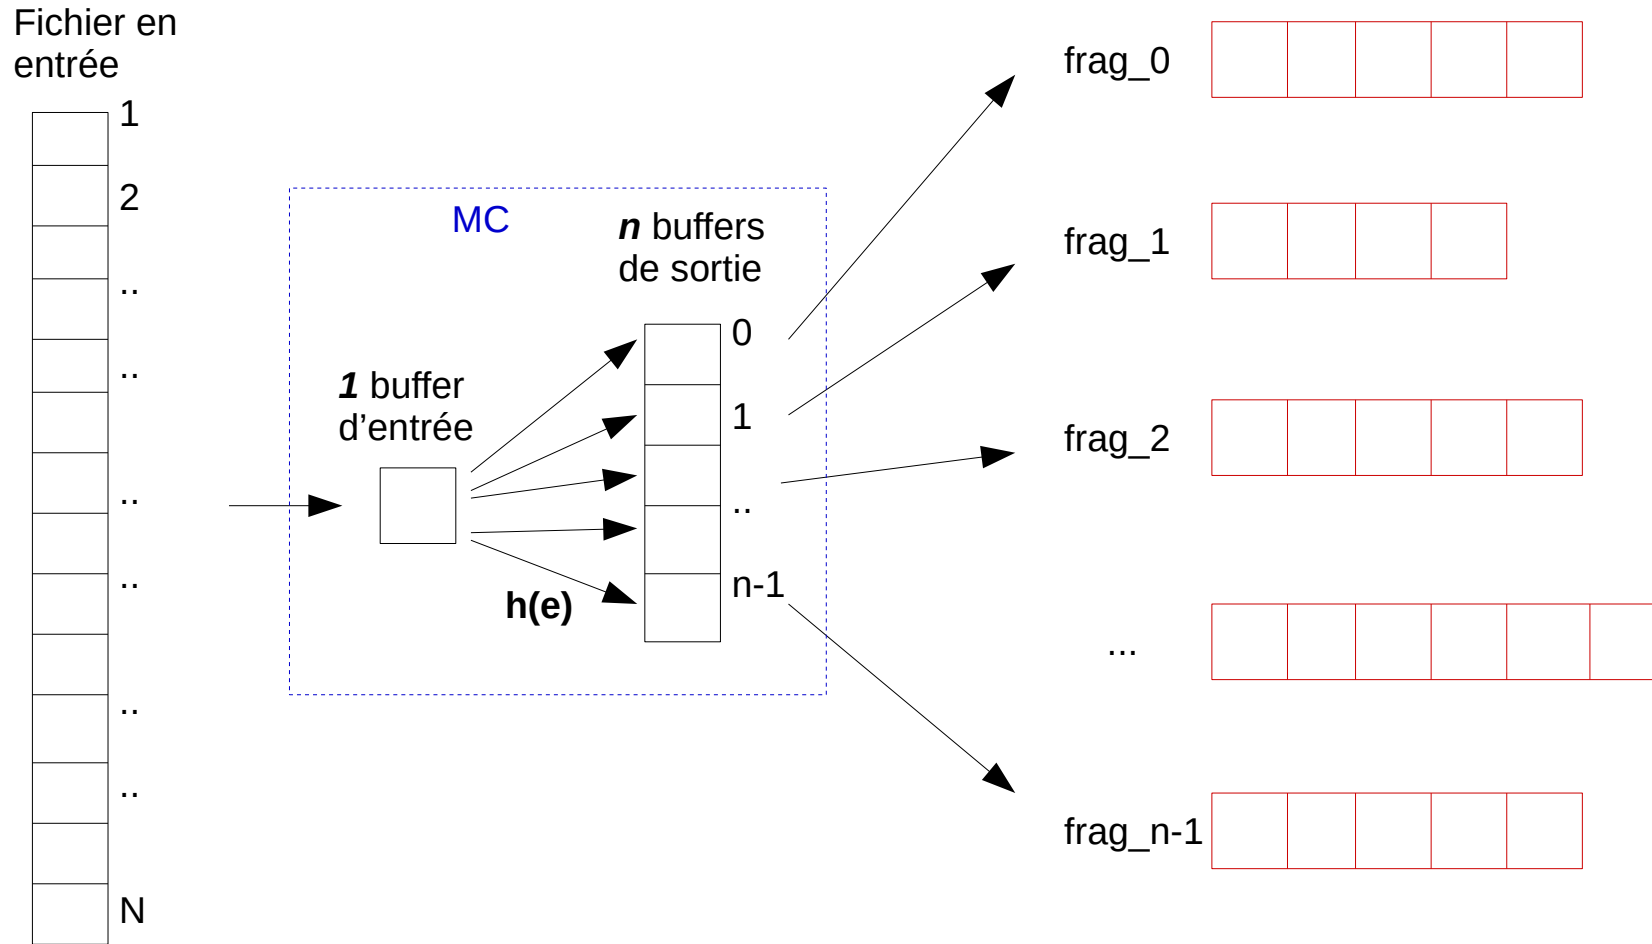 Fichier en
entrée
1
2
..
..
..
..
..
..
N
MC
1 buffer
d’entrée
h(e)
n buffers
de sortie
0
1
..
n-1
frag_0
frag_1
frag_2
...
frag_n-1